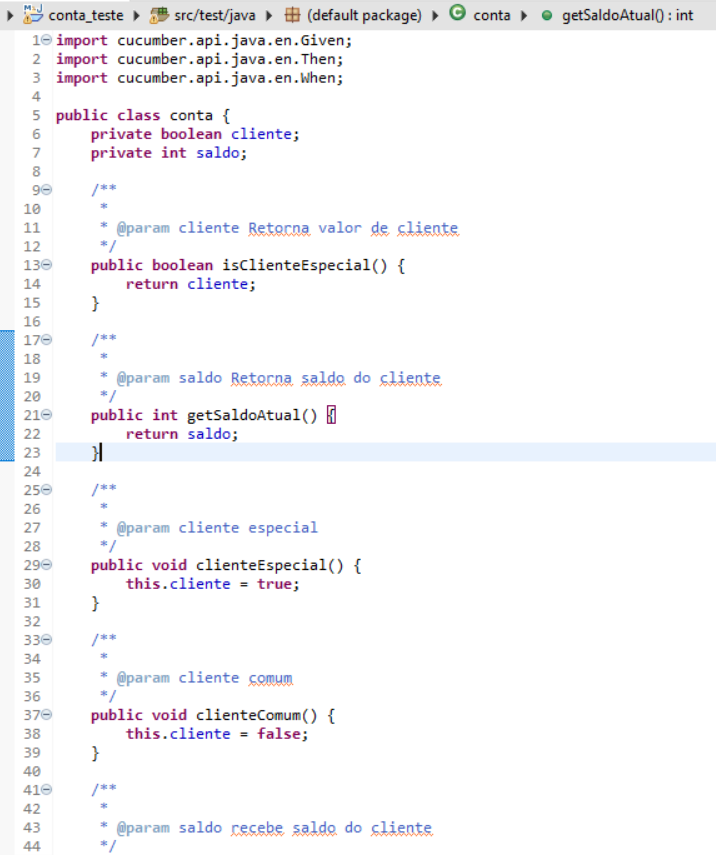 conta_teste src/test/java (default package) conta getSaldoAtual() : int
1 import cucumber.api.java.en.Given;
2 import cucumber.api.java.en.Then;
3 import cucumber.api.java.en.When;
4
5 public class conta {
6     private boolean cliente;
7     private int saldo;
8
9     /**
10      *
11      * @param cliente Retorna valor de cliente
12      */
13     public boolean isClienteEspecial() {
14         return cliente;
15     }
16
17     /**
18      *
19      * @param saldo Retorna saldo do cliente
20      */
21     public int getSaldoAtual() {
22         return saldo;
23     }
24
25     /**
26      *
27      * @param cliente especial
28      */
29     public void clienteEspecial() {
30         this.cliente = true;
31     }
32
33     /**
34      *
35      * @param cliente comum
36      */
37     public void clienteComum() {
38         this.cliente = false;
39     }
40
41     /**
42      *
43      * @param saldo recebe saldo do cliente
44      */